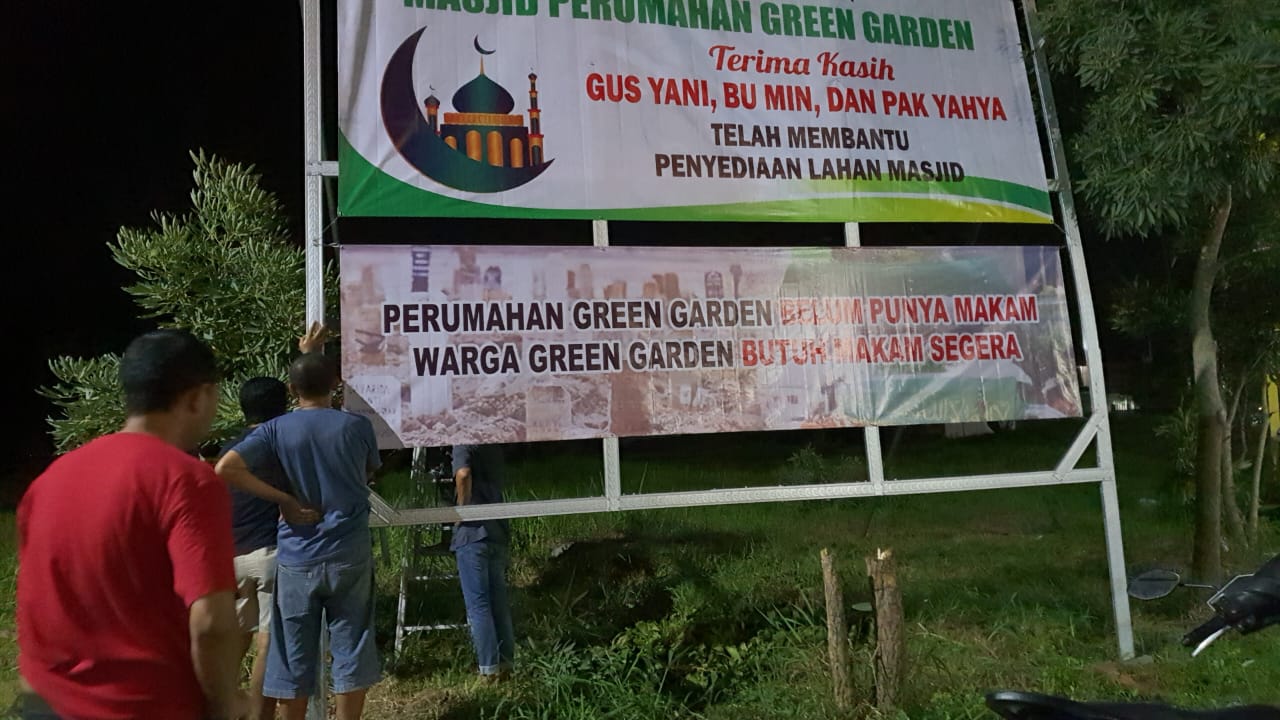 MASJID PERUMAHAN GREEN GARDEN
Terima Kasih
GUS YANI, BU MIN, DAN PAK YAHYA
TELAH MEMBANTU
PENYEDIAAN LAHAN MASJID
PERUMAHAN GREEN GARDEN BELUM PUNYA MAKAM
WARGA GREEN GARDEN BUTUH MAKAM SEGERA